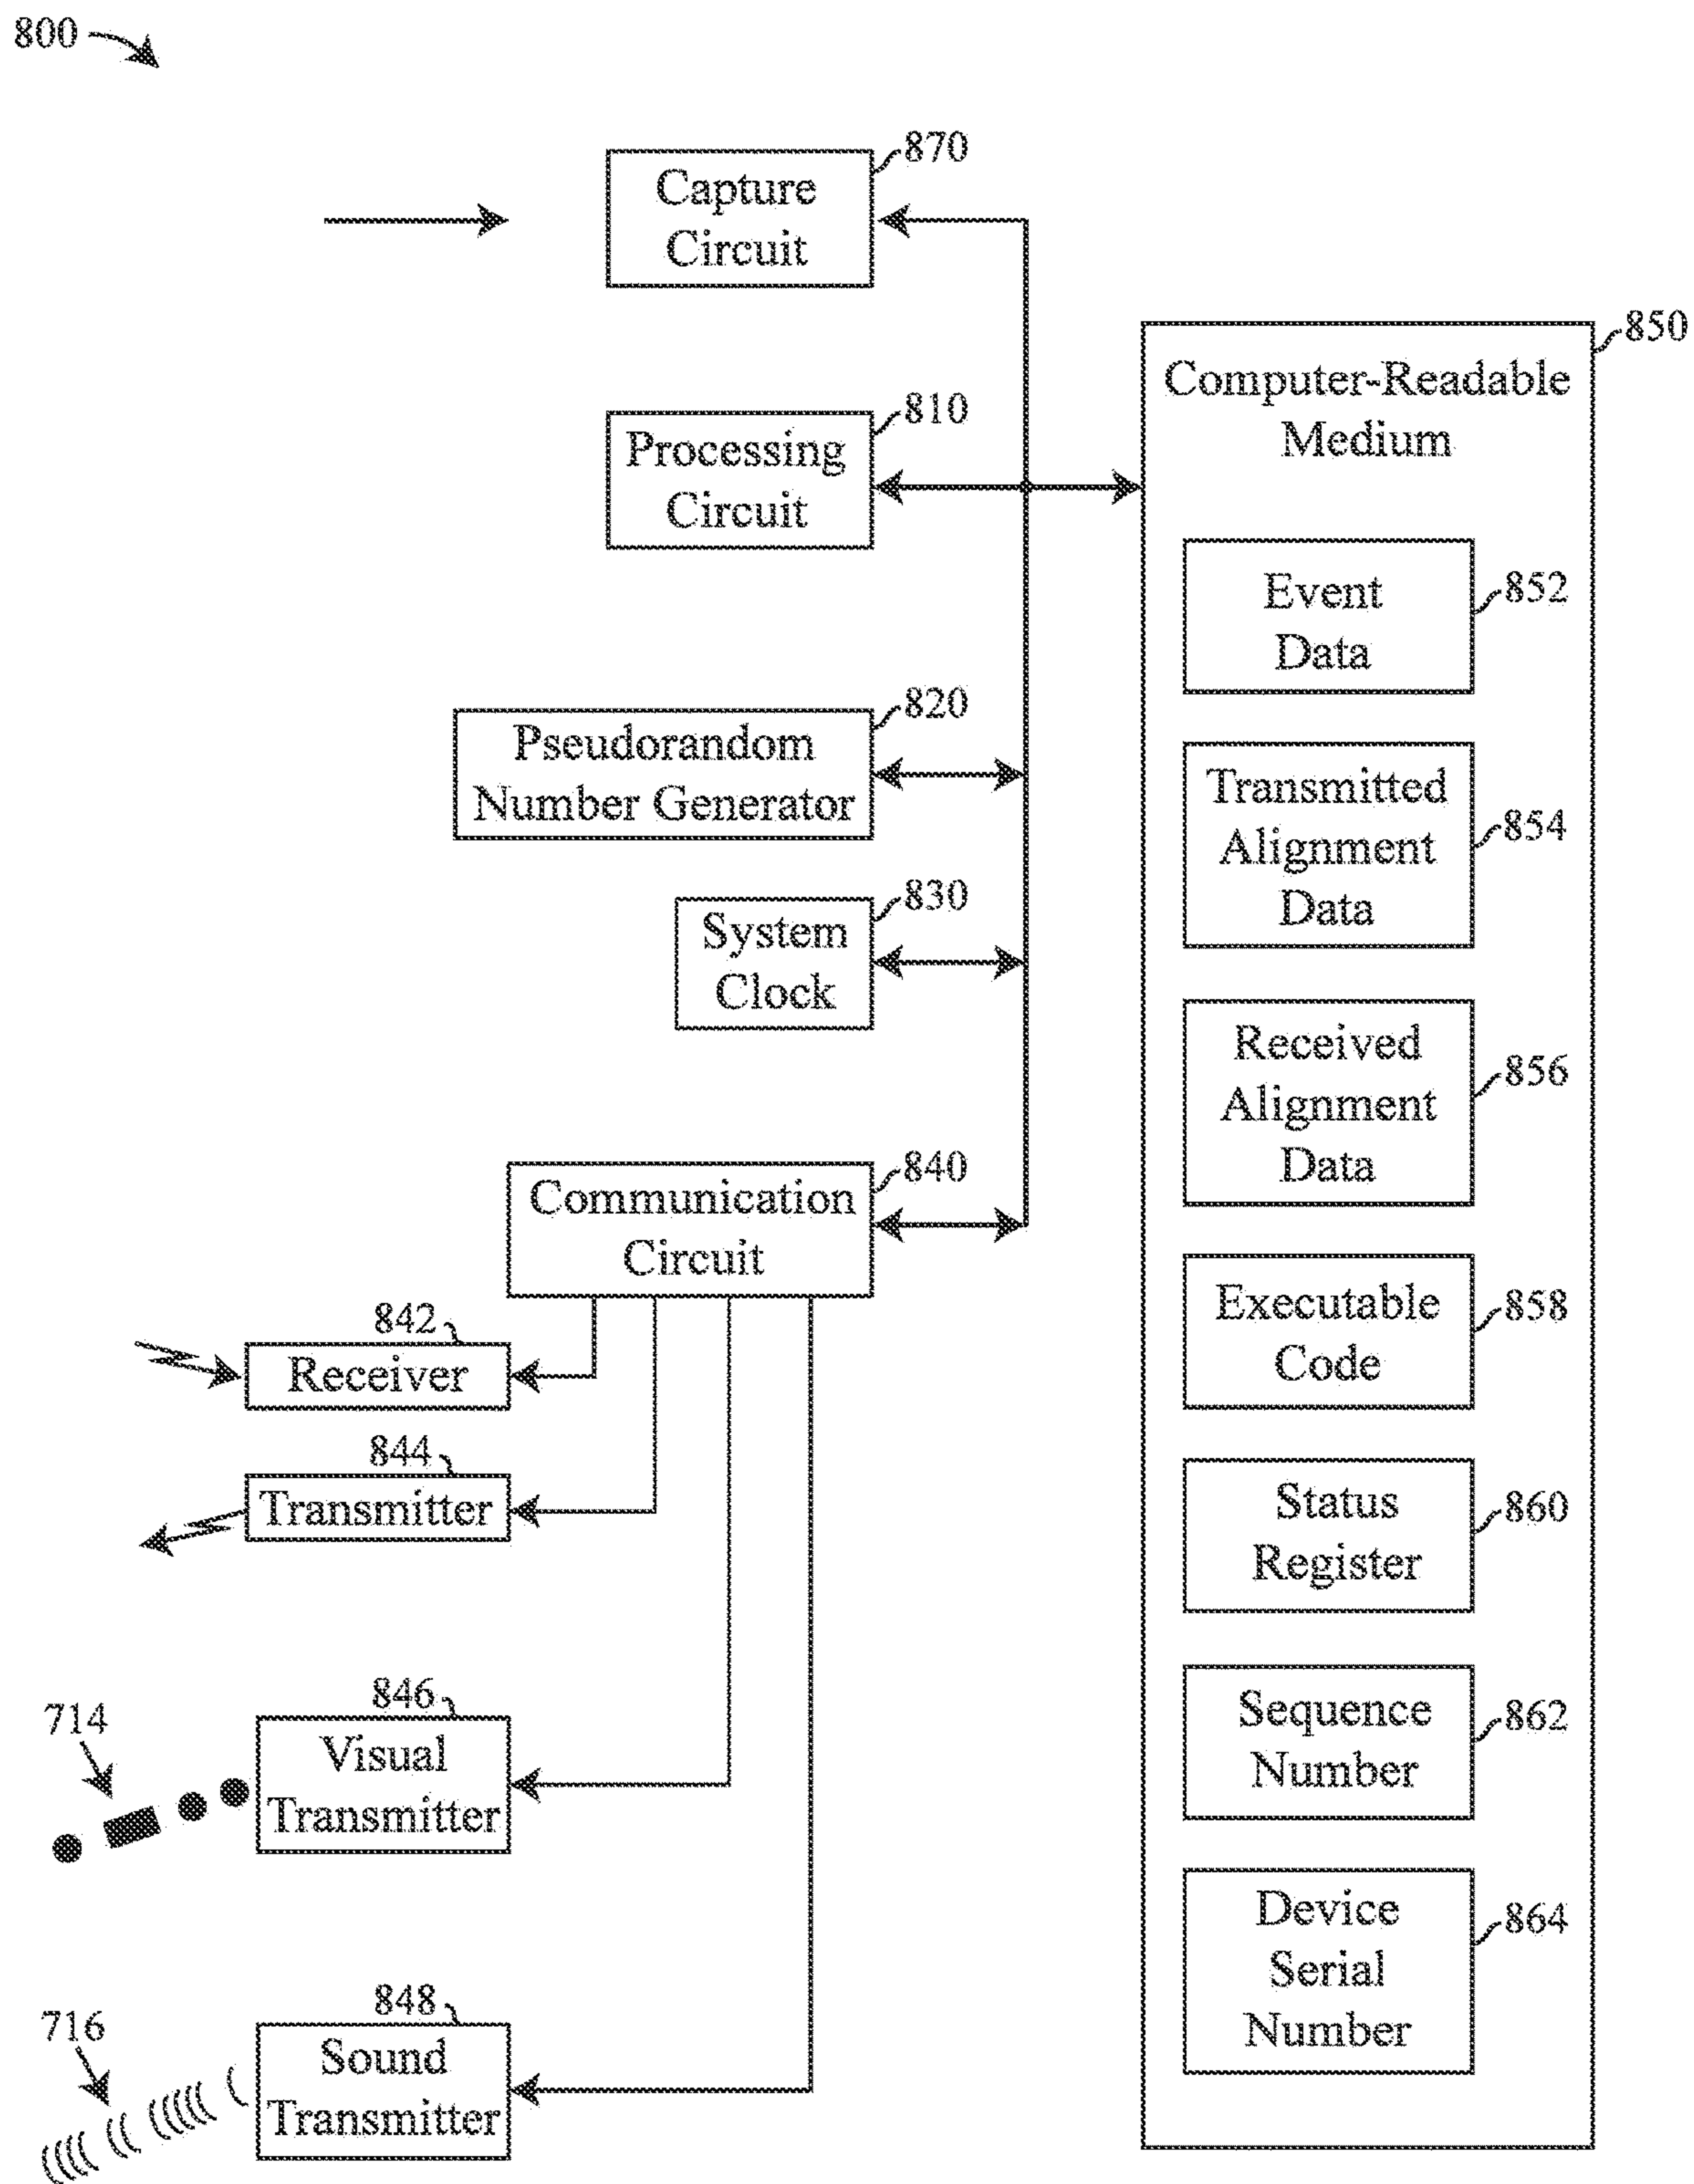 800
870
Capture
Circuit
810
Processing
Circuit
820
Pseudorandom
Number Generator
830
System
Clock
840
Communication
Circuit
842
Receiver
844
Transmitter
714
846
Visual
Transmitter
716
848
Sound
Transmitter
850
Computer-Readable
Medium
Event
Data
852
Transmitted
Alignment
Data
854
Received
Alignment
Data
856
Executable
Code
858
Status
Register
860
Sequence
Number
862
Device
Serial
Number
864